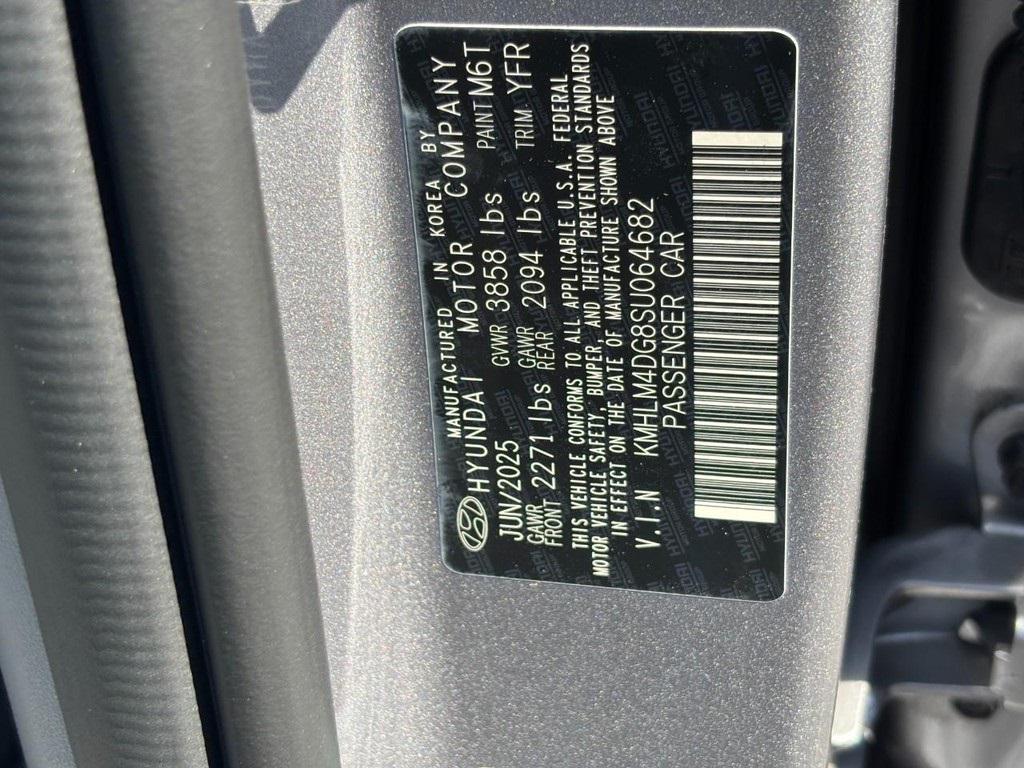 MANUFACTURED IN KOREA BY
HYUNDAI MOTOR COMPANY
JUN/2025 GVWR 3858 lbs PAINT M6T
GAWR FRONT 2271 lbs GAWR REAR 2094 lbs TRIM YFR
THIS VEHICLE CONFORMS TO ALL APPLICABLE U.S.A. FEDERAL
MOTOR VEHICLE SAFETY, BUMPER, AND THEFT PREVENTION STANDARDS
IN EFFECT ON THE DATE OF MANUFACTURE SHOWN ABOVE
V.I.N KMHLM4DG8SU064682
PASSENGER CAR